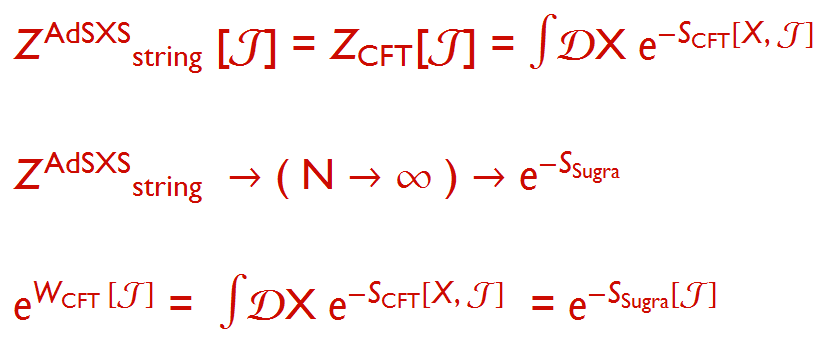 Z^AdSXS_string [𝒥] = Z_CFT[𝒥] = ∫𝒟X e^−S_CFT[X, 𝒥]
Z^AdSXS_string → ( N → ∞ ) → e^−S_Sugra
e^W_CFT [𝒥] = ∫𝒟X e^−S_CFT[X, 𝒥] = e^−S_Sugra[𝒥]